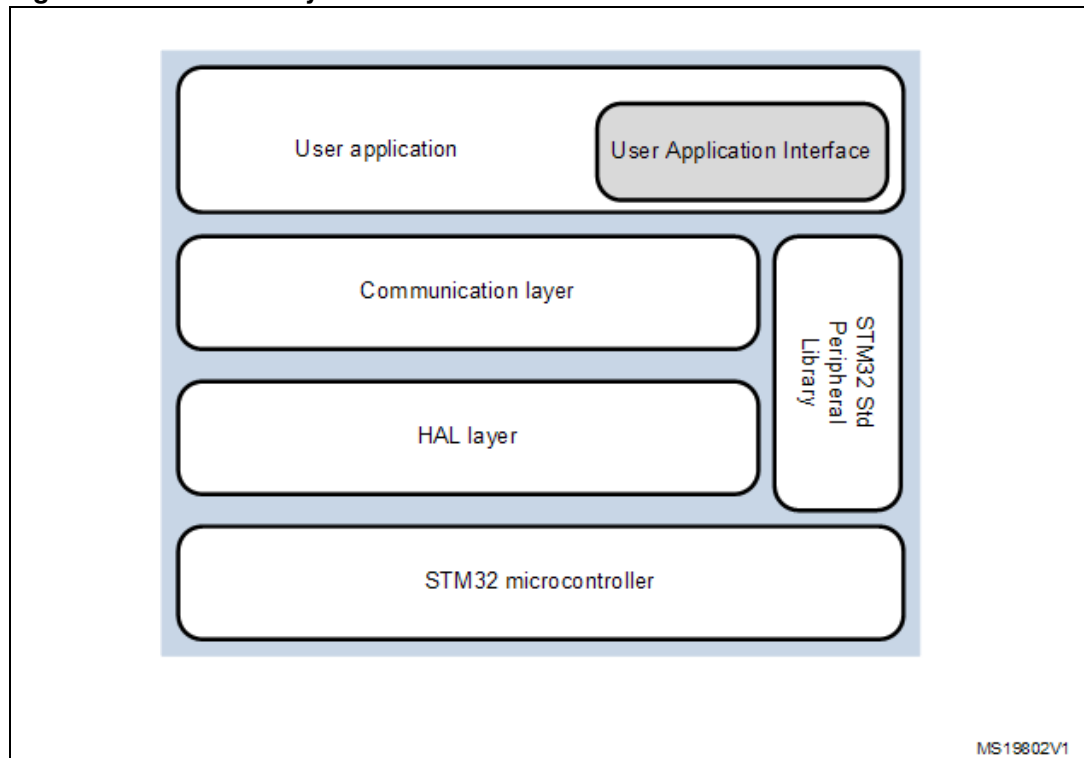 User application
User Application Interface
Communication layer
STM32 Std
Peripheral
Library
HAL layer
STM32 microcontroller
MS19802V1